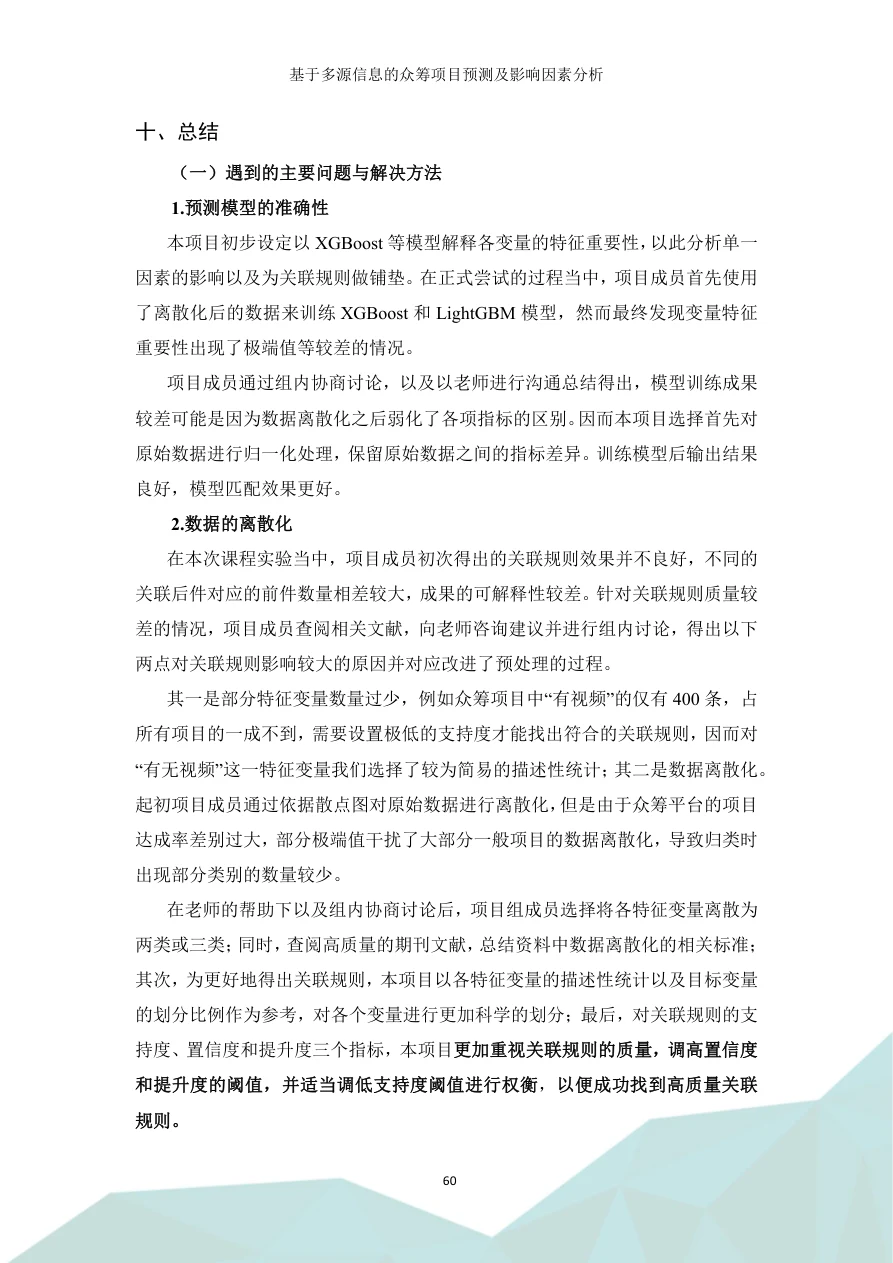 基于多源信息的众筹项目预测及影响因素分析
十、总结
（一）遇到的主要问题与解决方法
1.预测模型的准确性
本项目初步设定以 XGBoost 等模型解释各变量的特征重要性，以此分析单一
因素的影响以及为关联规则做铺垫。在正式尝试的过程当中，项目成员首先使用
了离散化后的数据来训练 XGBoost 和 LightGBM 模型，然而最终发现变量特征
重要性出现了极端值等较差的情况。
项目成员通过组内协商讨论，以及以老师进行沟通总结得出，模型训练成果
较差可能是因为数据离散化之后弱化了各项指标的区别。因而本项目选择首先对
原始数据进行归一化处理，保留原始数据之间的指标差异。训练模型后输出结果
良好，模型匹配效果更好。
2.数据的离散化
在本次课程实验当中，项目成员初次得出的关联规则效果并不良好，不同的
关联后件对应的前件数量相差较大，成果的可解释性较差。针对关联规则质量较
差的情况，项目成员查阅相关文献，向老师咨询建议并进行组内讨论，得出以下
两点对关联规则影响较大的原因并对应改进了预处理的过程。
其一是部分特征变量数量过少，例如众筹项目中“有视频”的仅有 400 条，占
所有项目的一成不到，需要设置极低的支持度才能找出符合的关联规则，因而对
“有无视频”这一特征变量我们选择了较为简易的描述性统计；其二是数据离散化。
起初项目成员通过依据散点图对原始数据进行离散化，但是由于众筹平台的项目
达成率差别过大，部分极端值干扰了大部分一般项目的数据离散化，导致归类时
出现部分类别的数量较少。
在老师的帮助下以及组内协商讨论后，项目组成员选择将各特征变量离散为
两类或三类；同时，查阅高质量的期刊文献，总结资料中数据离散化的相关标准；
其次，为更好地得出关联规则，本项目以各特征变量的描述性统计以及目标变量
的划分比例作为参考，对各个变量进行更加科学的划分；最后，对关联规则的支
持度、置信度和提升度三个指标，本项目更加重视关联规则的质量，调高置信度
和提升度的阈值，并适当调低支持度阈值进行权衡，以便成功找到高质量关联
规则。
60